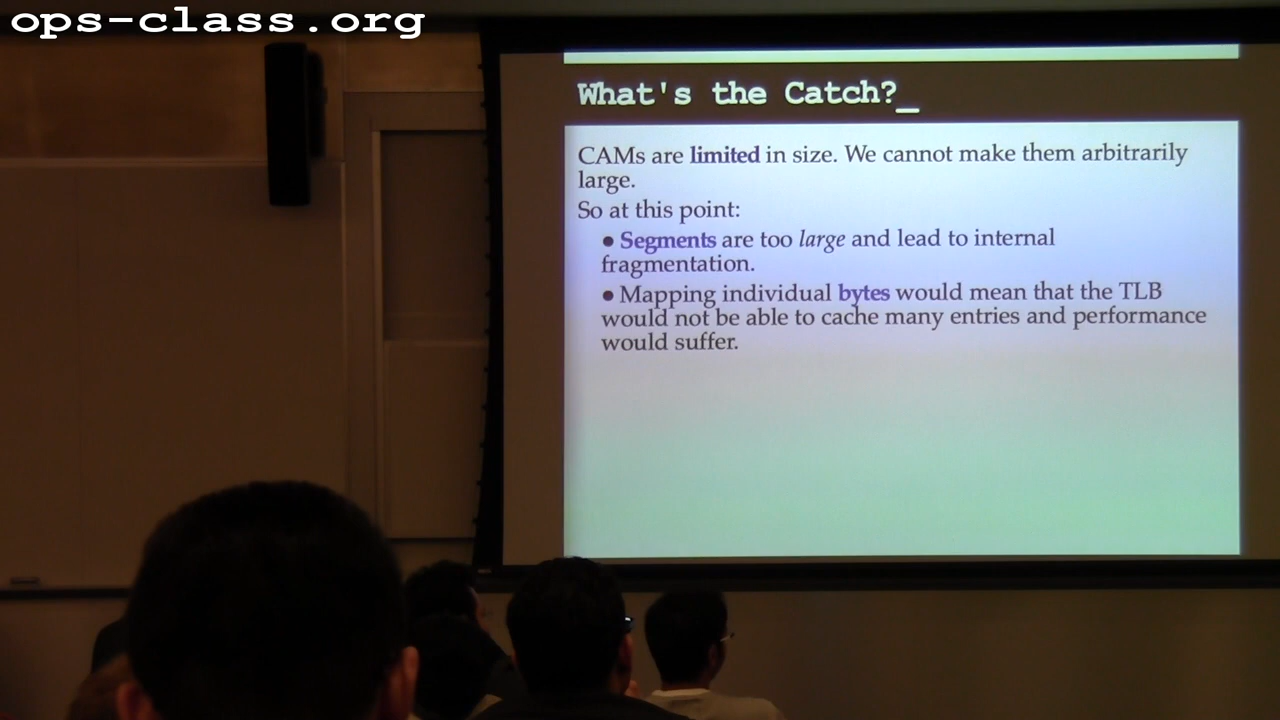 ops-class.org
What's the Catch?_
CAMs are limited in size. We cannot make them arbitrarily
large.
So at this point:
● Segments are too large and lead to internal
fragmentation.
● Mapping individual bytes would mean that the TLB
would not be able to cache many entries and performance
would suffer.